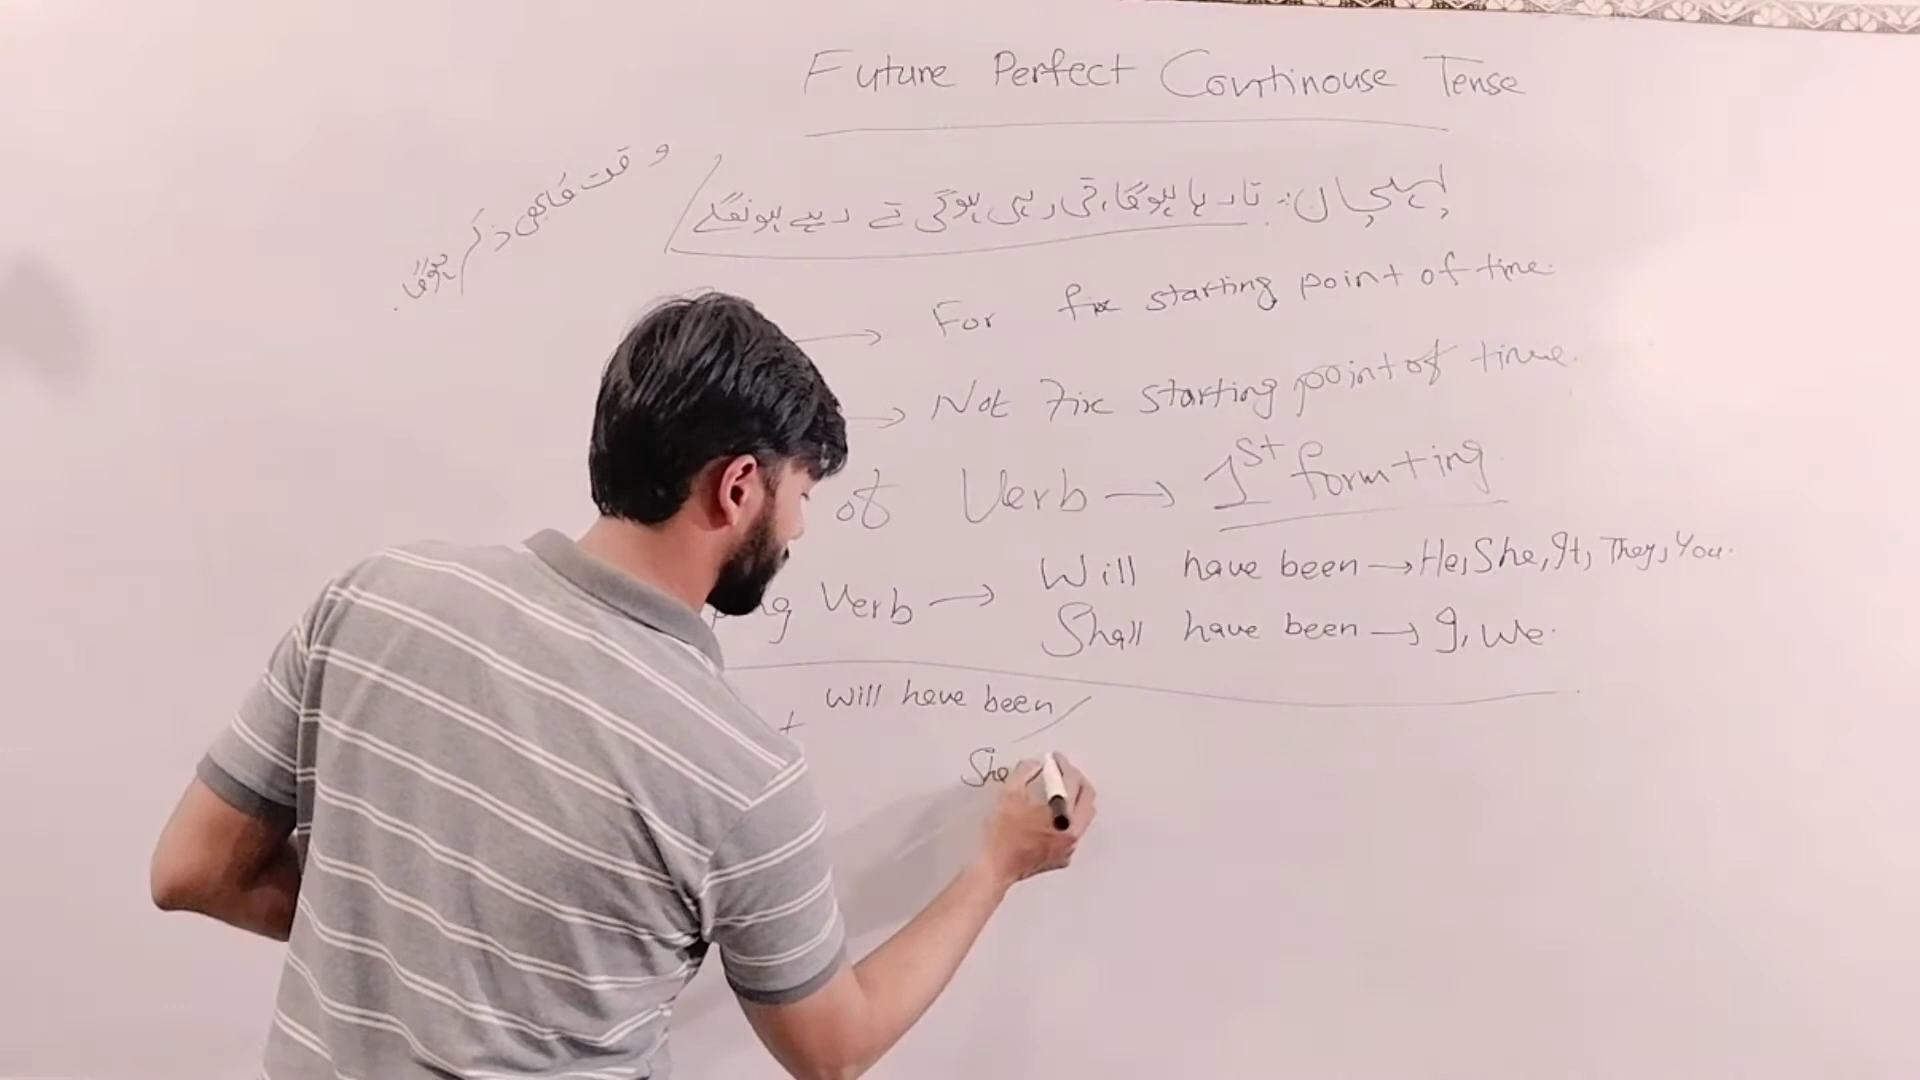 Future Perfect Continouse Tense
پہچان: تا رہا ہوگا، تی رہی ہوگی تے رہے ہونگے
وقت کا بھی ذکر ہوگا.
For fix starting point of time.
Not Fix starting point of time.
of Verb → 1st form + ing.
Verb → Will have been → He, She, It, They, You.
Shall have been → I, We.
+ Will have been /
Sha